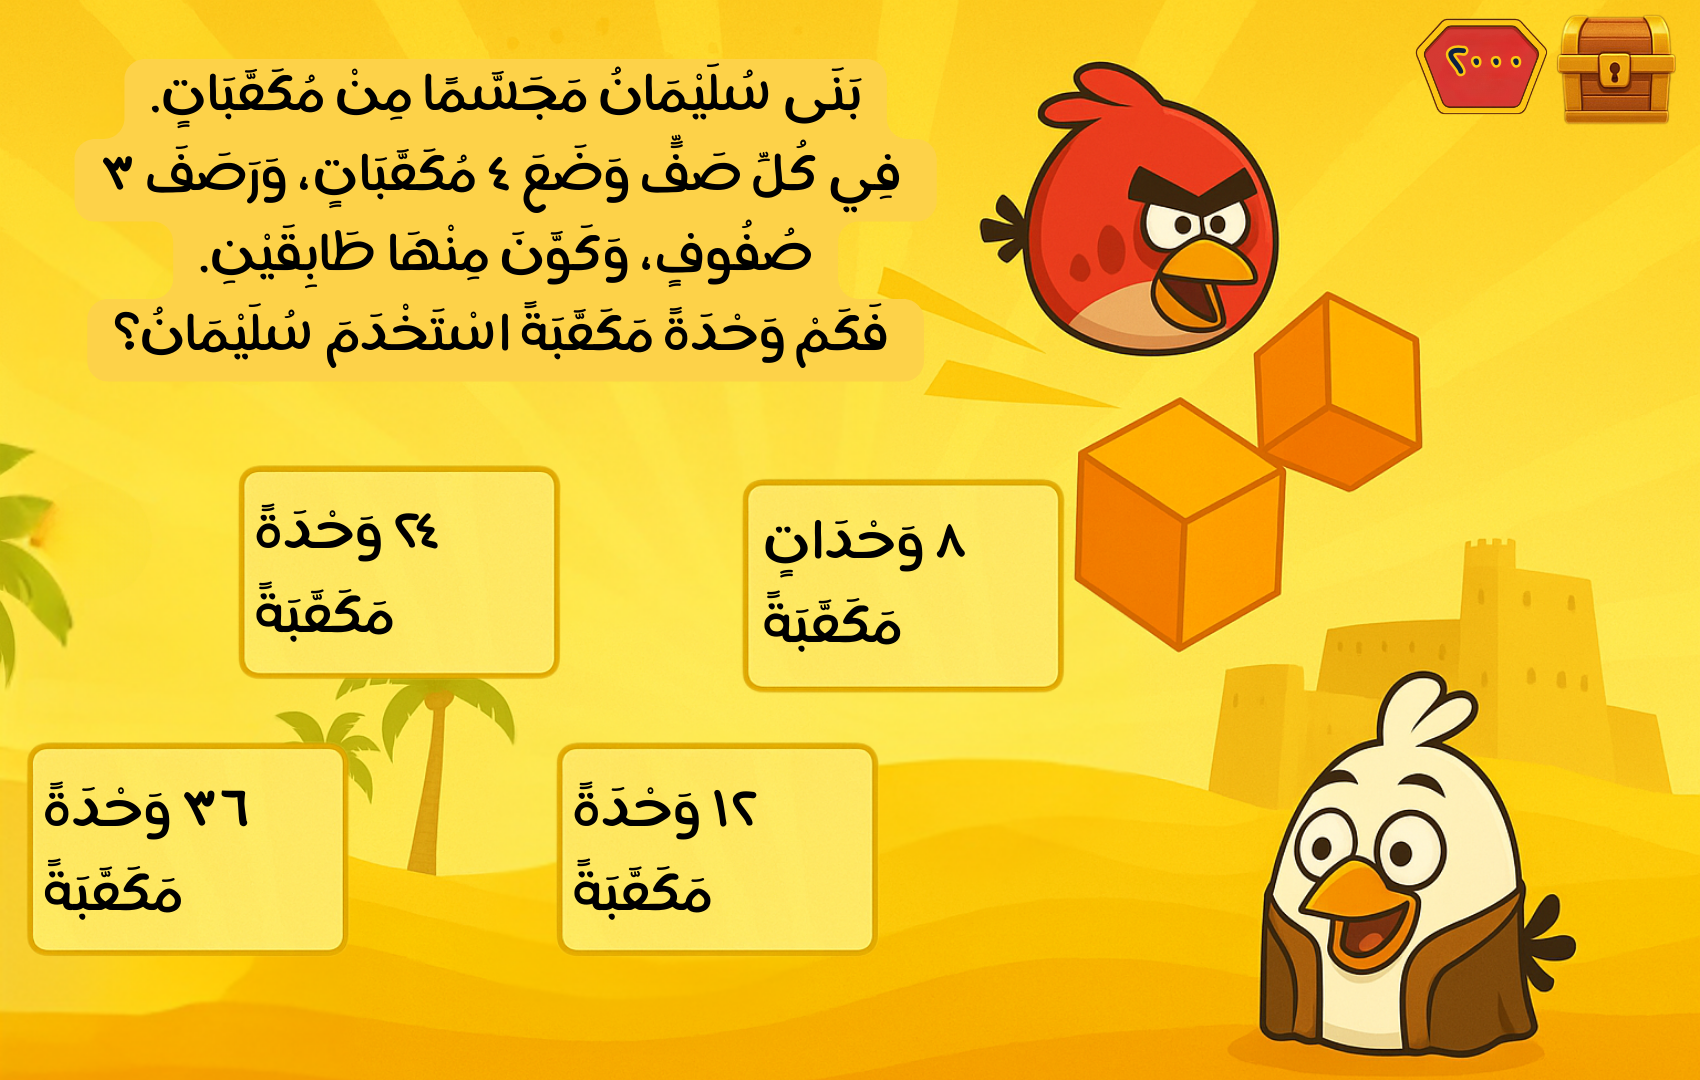 ٢٠٠٠
بَنَى سُلَيْمَانُ مَجَسَّمًا مِنْ مُكَعَّبَاتٍ.
فِي كُلِّ صَفٍّ وَضَعَ ٤ مُكَعَّبَاتٍ، وَرَصَفَ ٣
صُفُوفٍ، وَكَوَّنَ مِنْهَا طَابِقَيْنِ.
فَكَمْ وَحْدَةً مَكَعَّبَةً اسْتَخْدَمَ سُلَيْمَانُ؟
٨ وَحْدَاتٍ
مَكَعَّبَةً
٢٤ وَحْدَةً
مَكَعَّبَةً
١٢ وَحْدَةً
مَكَعَّبَةً
٣٦ وَحْدَةً
مَكَعَّبَةً